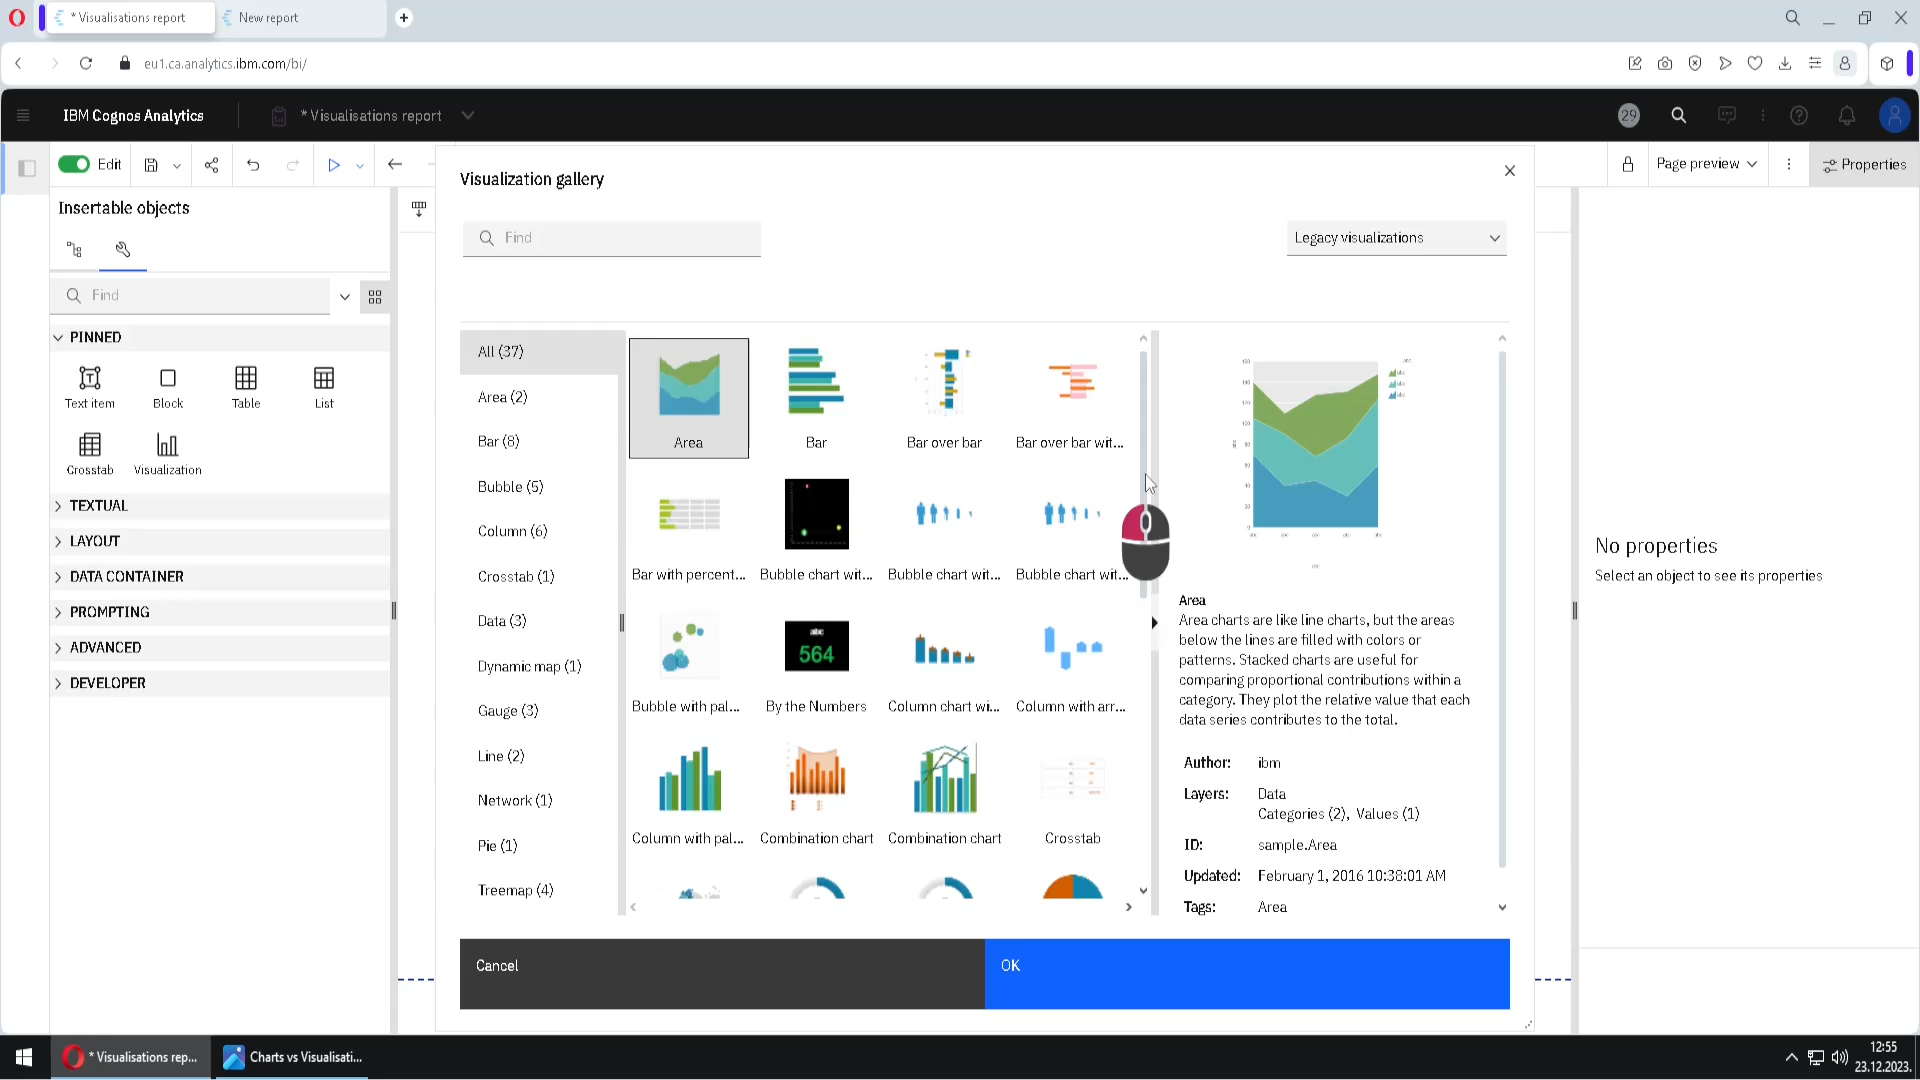 * Visualisations report
New report
eu1.ca.analytics.ibm.com/bi/
IBM Cognos Analytics
* Visualisations report
29
Edit
Page preview
Properties
Insertable objects
Find
PINNED
Text item
Block
Table
List
Crosstab
Visualization
TEXTUAL
LAYOUT
DATA CONTAINER
PROMPTING
ADVANCED
DEVELOPER
Visualization gallery
Find
Legacy visualizations
All (37)
Area (2)
Bar (8)
Bubble (5)
Column (6)
Crosstab (1)
Data (3)
Dynamic map (1)
Gauge (3)
Line (2)
Network (1)
Pie (1)
Treemap (4)
Area
Bar
Bar over bar
Bar over bar wit...
Bar with percent...
Bubble chart wit...
Bubble chart wit...
Bubble chart wit...
abc
564
Bubble with pal...
By the Numbers
Column chart wi...
Column with arr...
Column with pal...
Combination chart
Combination chart
Crosstab
Area
Area charts are like line charts, but the areas
below the lines are filled with colors or
patterns. Stacked charts are useful for
comparing proportional contributions within a
category. They plot the relative value that each
data series contributes to the total.
Author: ibm
Layers: Data
Categories (2), Values (1)
ID: sample.Area
Updated: February 1, 2016 10:38:01 AM
Tags: Area
Cancel
OK
No properties
Select an object to see its properties
* Visualisations rep...
Charts vs Visualisati...
12:55
23.12.2023.